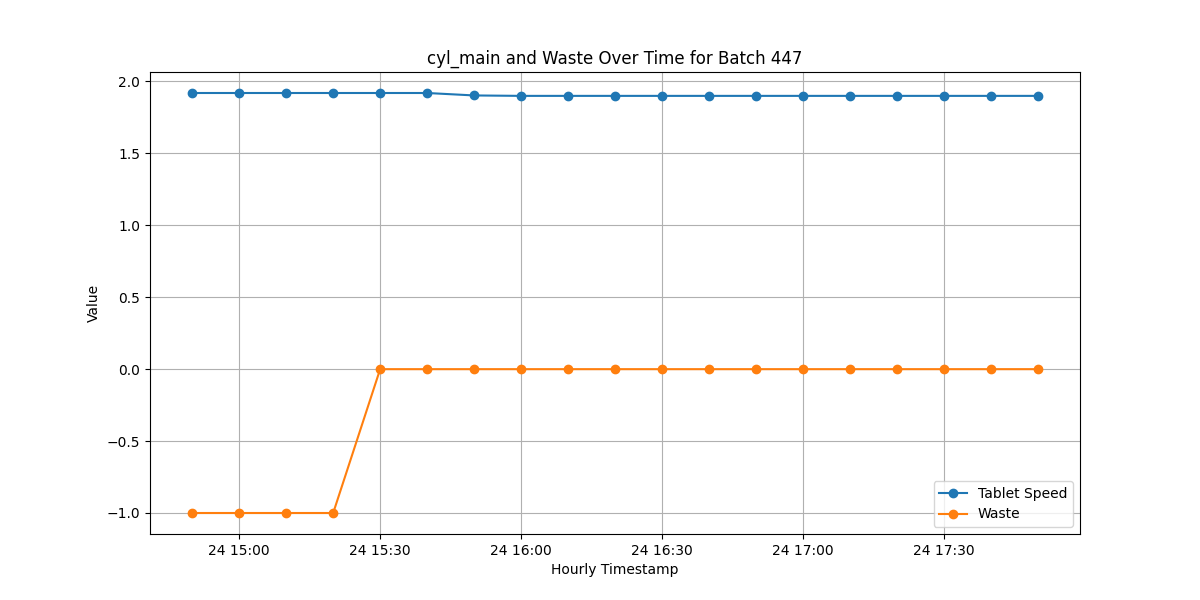 cyl_main and Waste Over Time for Batch 447
2.0
1.5
1.0
0.5
0.0
−0.5
−1.0
Value
Tablet Speed
Waste
24 15:00 24 15:30 24 16:00 24 16:30 24 17:00 24 17:30
Hourly Timestamp